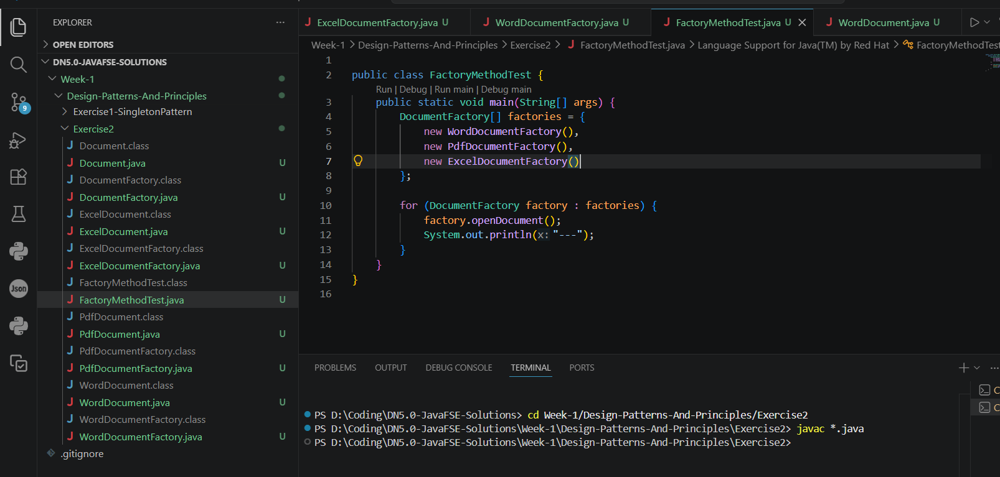 EXPLORER
OPEN EDITORS
DN5.0-JAVAFSE-SOLUTIONS
Week-1
Design-Patterns-And-Principles
Exercise1-SingletonPattern
Exercise2
Document.class
Document.java U
DocumentFactory.class
DocumentFactory.java U
ExcelDocument.class
ExcelDocument.java U
ExcelDocumentFactory.class
ExcelDocumentFactory.java U
FactoryMethodTest.class
FactoryMethodTest.java U
PdfDocument.class
PdfDocument.java U
PdfDocumentFactory.class
PdfDocumentFactory.java U
WordDocument.class
WordDocument.java U
WordDocumentFactory.class
WordDocumentFactory.java U
.gitignore
9
Json
ExcelDocumentFactory.java U WordDocumentFactory.java U FactoryMethodTest.java U WordDocument.java U
Week-1 > Design-Patterns-And-Principles > Exercise2 > FactoryMethodTest.java > Language Support for Java(TM) by Red Hat > FactoryMethodTest
1
2 public class FactoryMethodTest {
Run | Debug | Run main | Debug main
3 public static void main(String[] args) {
4 DocumentFactory[] factories = {
5 new WordDocumentFactory(),
6 new PdfDocumentFactory(),
7 new ExcelDocumentFactory()
8 };
9
10 for (DocumentFactory factory : factories) {
11 factory.openDocument();
12 System.out.println(x: "---");
13 }
14 }
15 }
16
PROBLEMS OUTPUT DEBUG CONSOLE TERMINAL PORTS
PS D:\Coding\DN5.0-JavaFSE-Solutions> cd Week-1/Design-Patterns-And-Principles/Exercise2
PS D:\Coding\DN5.0-JavaFSE-Solutions\Week-1\Design-Patterns-And-Principles\Exercise2> javac *.java
PS D:\Coding\DN5.0-JavaFSE-Solutions\Week-1\Design-Patterns-And-Principles\Exercise2>